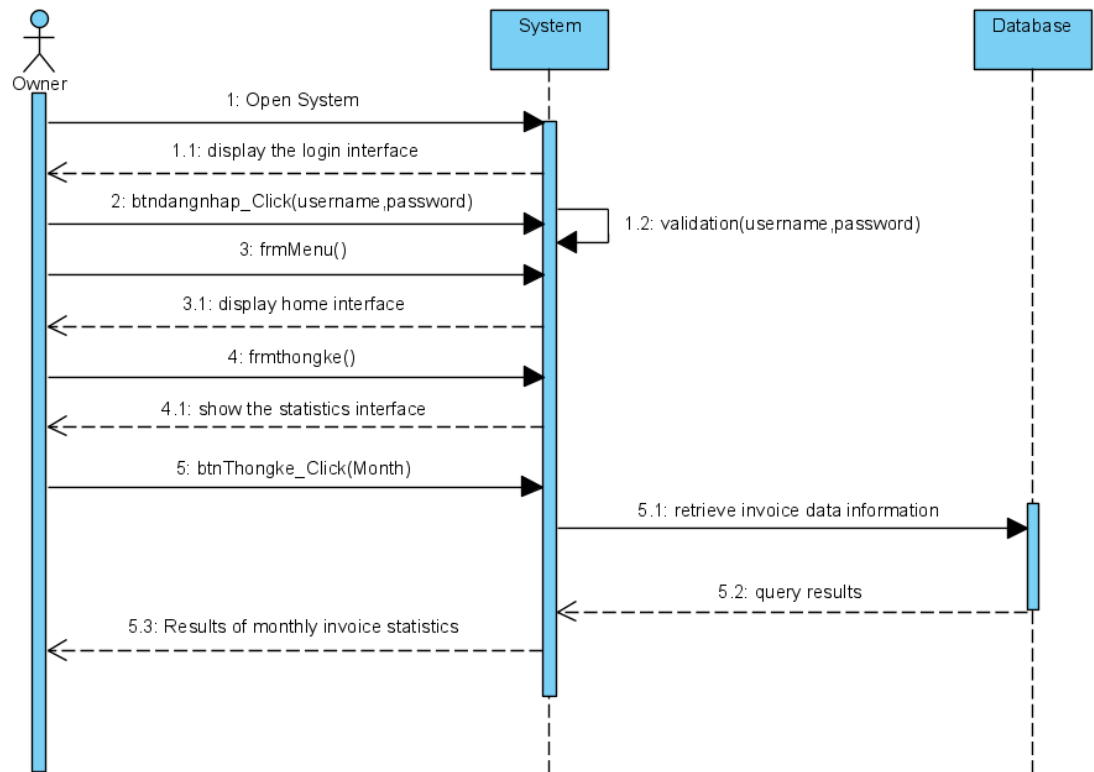 System
Database
Owner
1: Open System
1.1: display the login interface
2: btndangnhap_Click(username,password)
1.2: validation(username,password)
3: frmMenu()
3.1: display home interface
4: frmthongke()
4.1: show the statistics interface
5: btnThongke_Click(Month)
5.1: retrieve invoice data information
5.2: query results
5.3: Results of monthly invoice statistics